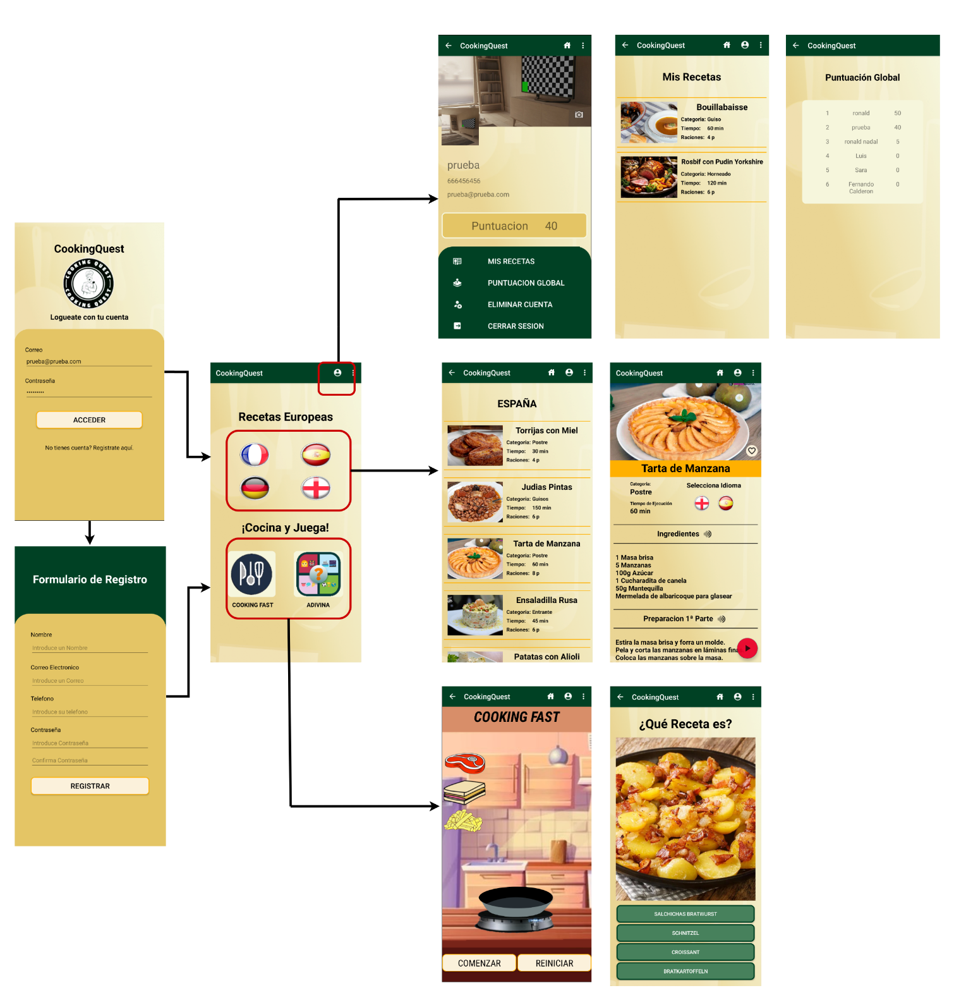 CookingQuest
COOKING QUEST
COOKING QUEST
Logueate con tu cuenta
Correo
prueba@prueba.com
Contraseña
•••••••••
ACCEDER
No tienes cuenta? Registrate aquí.
Formulario de Registro
Nombre
Introduce un Nombre
Correo Electronico
Introduce un Correo
Telefono
Introduce su telefono
Contraseña
Introduce Contraseña
Confirma Contraseña
REGISTRAR
CookingQuest
Recetas Europeas
¡Cocina y Juega!
COOKING FAST
ADIVINA
CookingQuest
prueba
666456456
prueba@prueba.com
Puntuacion 40
MIS RECETAS
PUNTUACION GLOBAL
ELIMINAR CUENTA
CERRAR SESION
CookingQuest
Mis Recetas
Bouillabaisse
Categoria: Guiso
Tiempo: 60 min
Raciones: 4 p
Rosbif con Pudin Yorkshire
Categoria: Horneado
Tiempo: 120 min
Raciones: 6 p
CookingQuest
Puntuación Global
1 ronald 50
2 prueba 40
3 ronald nadal 5
4 Luis 0
5 Sara 0
6 Fernando 0
Calderon
CookingQuest
ESPAÑA
Torrijas con Miel
Categoria: Postre
Tiempo: 30 min
Raciones: 4 p
Judias Pintas
Categoria: Guisos
Tiempo: 150 min
Raciones: 6 p
Tarta de Manzana
Categoria: Postre
Tiempo: 60 min
Raciones: 8 p
Ensaladilla Rusa
Categoria: Entrante
Tiempo: 45 min
Raciones: 6 p
Patatas con Alioli
CookingQuest
Tarta de Manzana
Categoria:
Postre
Selecciona Idioma
Tiempo de Ejecución
60 min
Ingredientes
1 Masa brisa
5 Manzanas
100g Azúcar
1 Cucharadita de canela
50g Mantequilla
Mermelada de albaricoque para glasear
Preparacion 1ª Parte
Estira la masa brisa y forra un molde.
Pela y corta las manzanas en láminas fina
Coloca las manzanas sobre la masa.
CookingQuest
COOKING FAST
COMENZAR
REINICIAR
CookingQuest
¿Qué Receta es?
SALCHICHAS BRATWURST
SCHNITZEL
CROISSANT
BRATKARTOFFELN